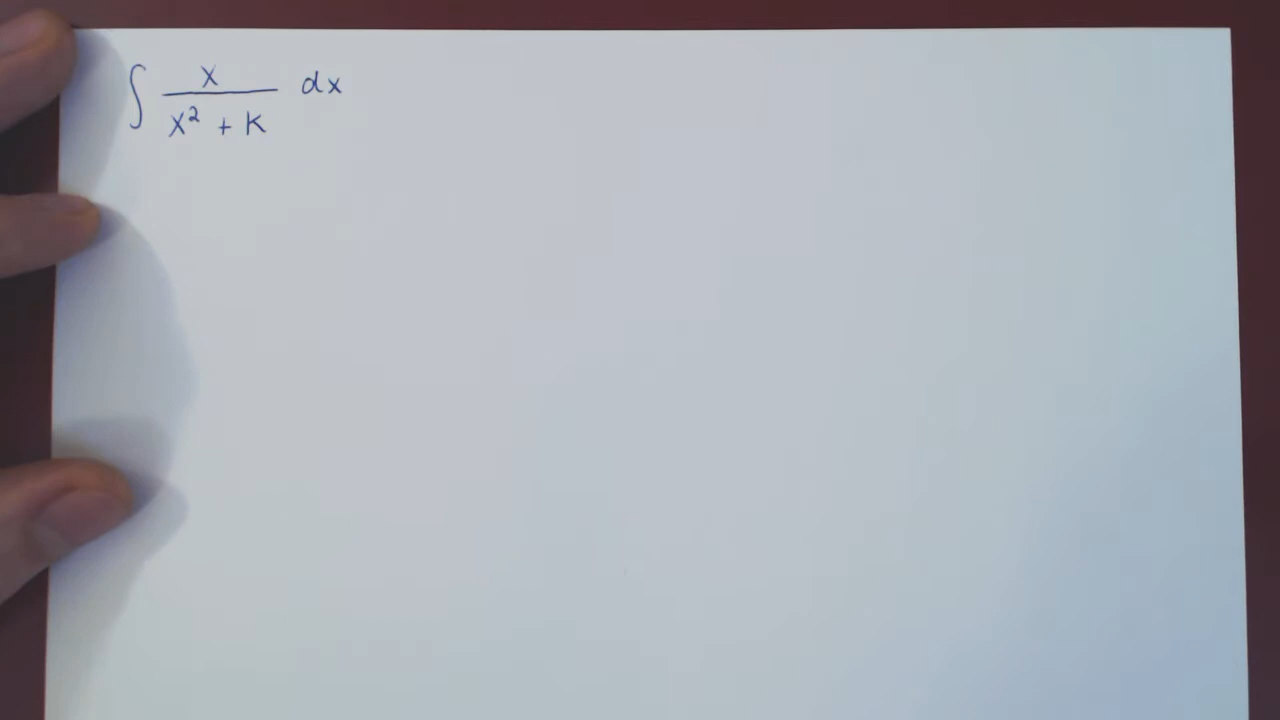 ∫ x / (x² + K) dx